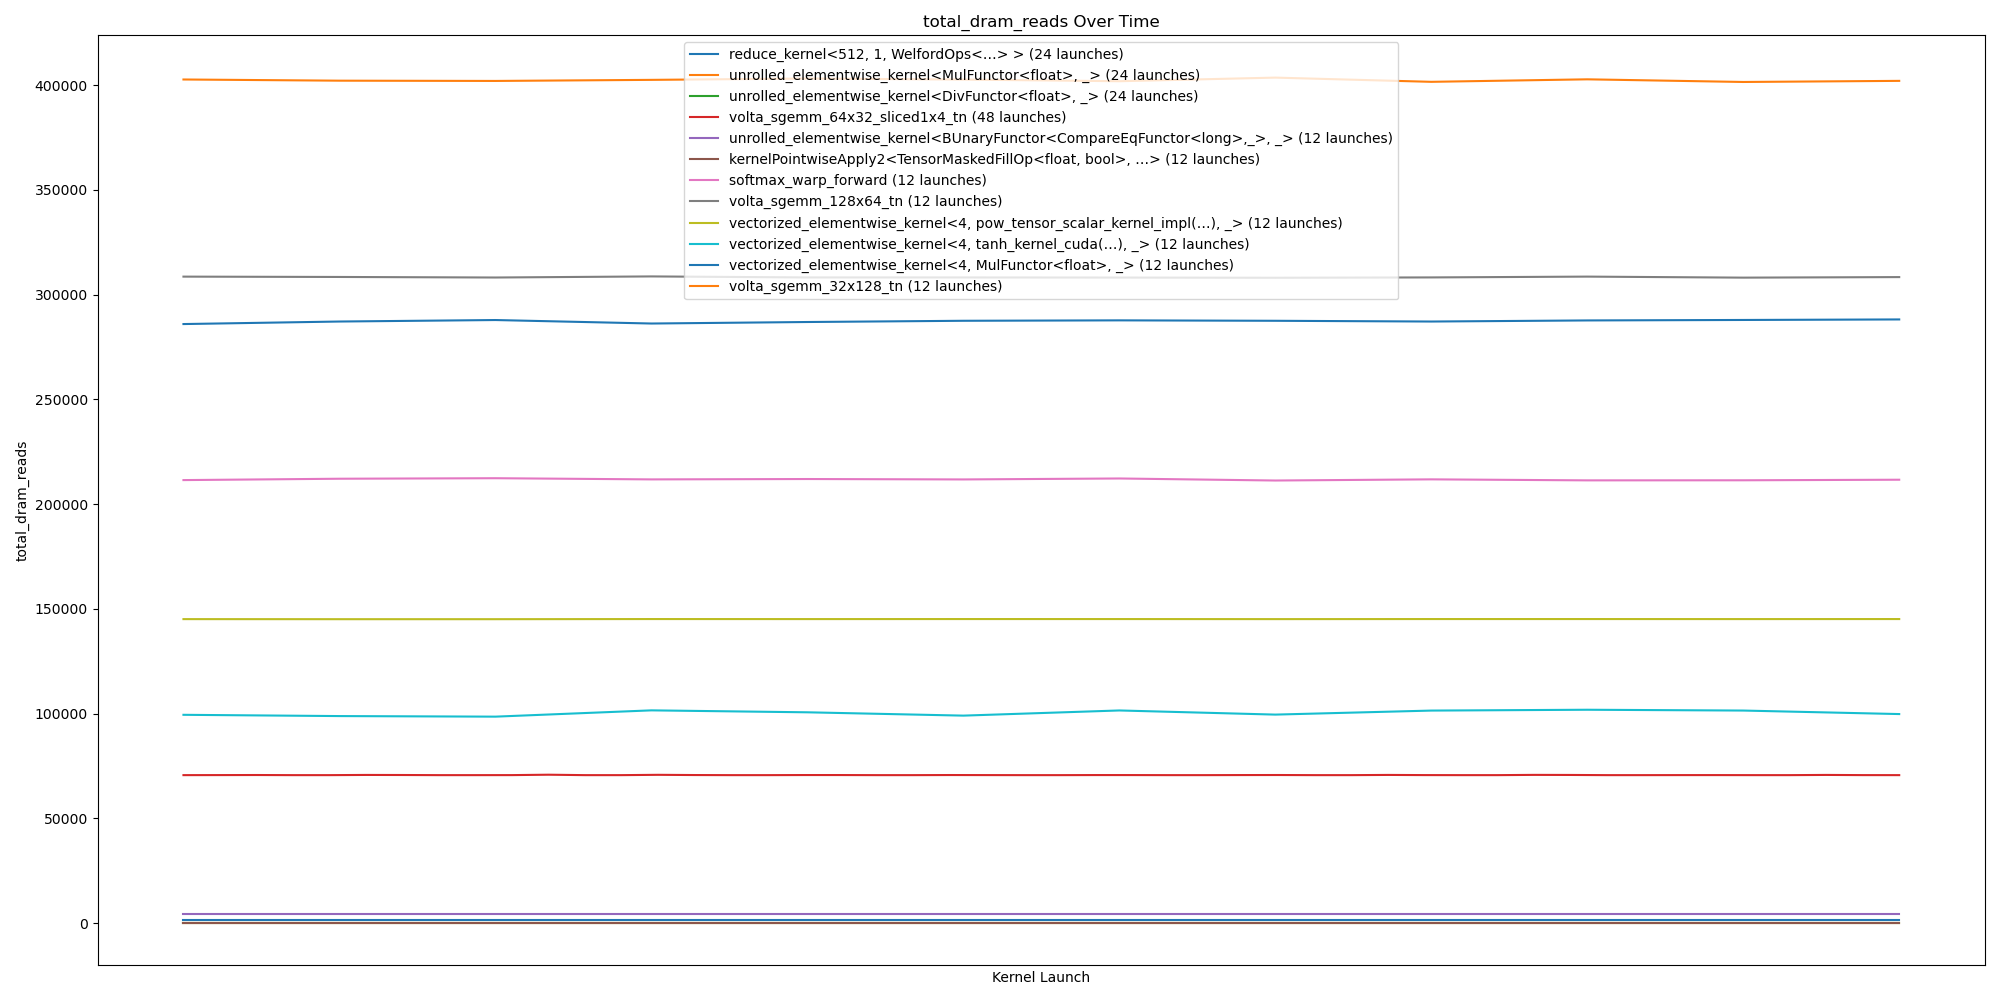 total_dram_reads Over Time
reduce_kernel<512, 1, WelfordOps<...> > (24 launches)
unrolled_elementwise_kernel<MulFunctor<float>, _> (24 launches)
unrolled_elementwise_kernel<DivFunctor<float>, _> (24 launches)
volta_sgemm_64x32_sliced1x4_tn (48 launches)
unrolled_elementwise_kernel<BUnaryFunctor<CompareEqFunctor<long>,_>, _> (12 launches)
kernelPointwiseApply2<TensorMaskedFillOp<float, bool>, ...> (12 launches)
softmax_warp_forward (12 launches)
volta_sgemm_128x64_tn (12 launches)
vectorized_elementwise_kernel<4, pow_tensor_scalar_kernel_impl(...), _> (12 launches)
vectorized_elementwise_kernel<4, tanh_kernel_cuda(...), _> (12 launches)
vectorized_elementwise_kernel<4, MulFunctor<float>, _> (12 launches)
volta_sgemm_32x128_tn (12 launches)
400000
350000
300000
250000
200000
150000
100000
50000
0
total_dram_reads
Kernel Launch